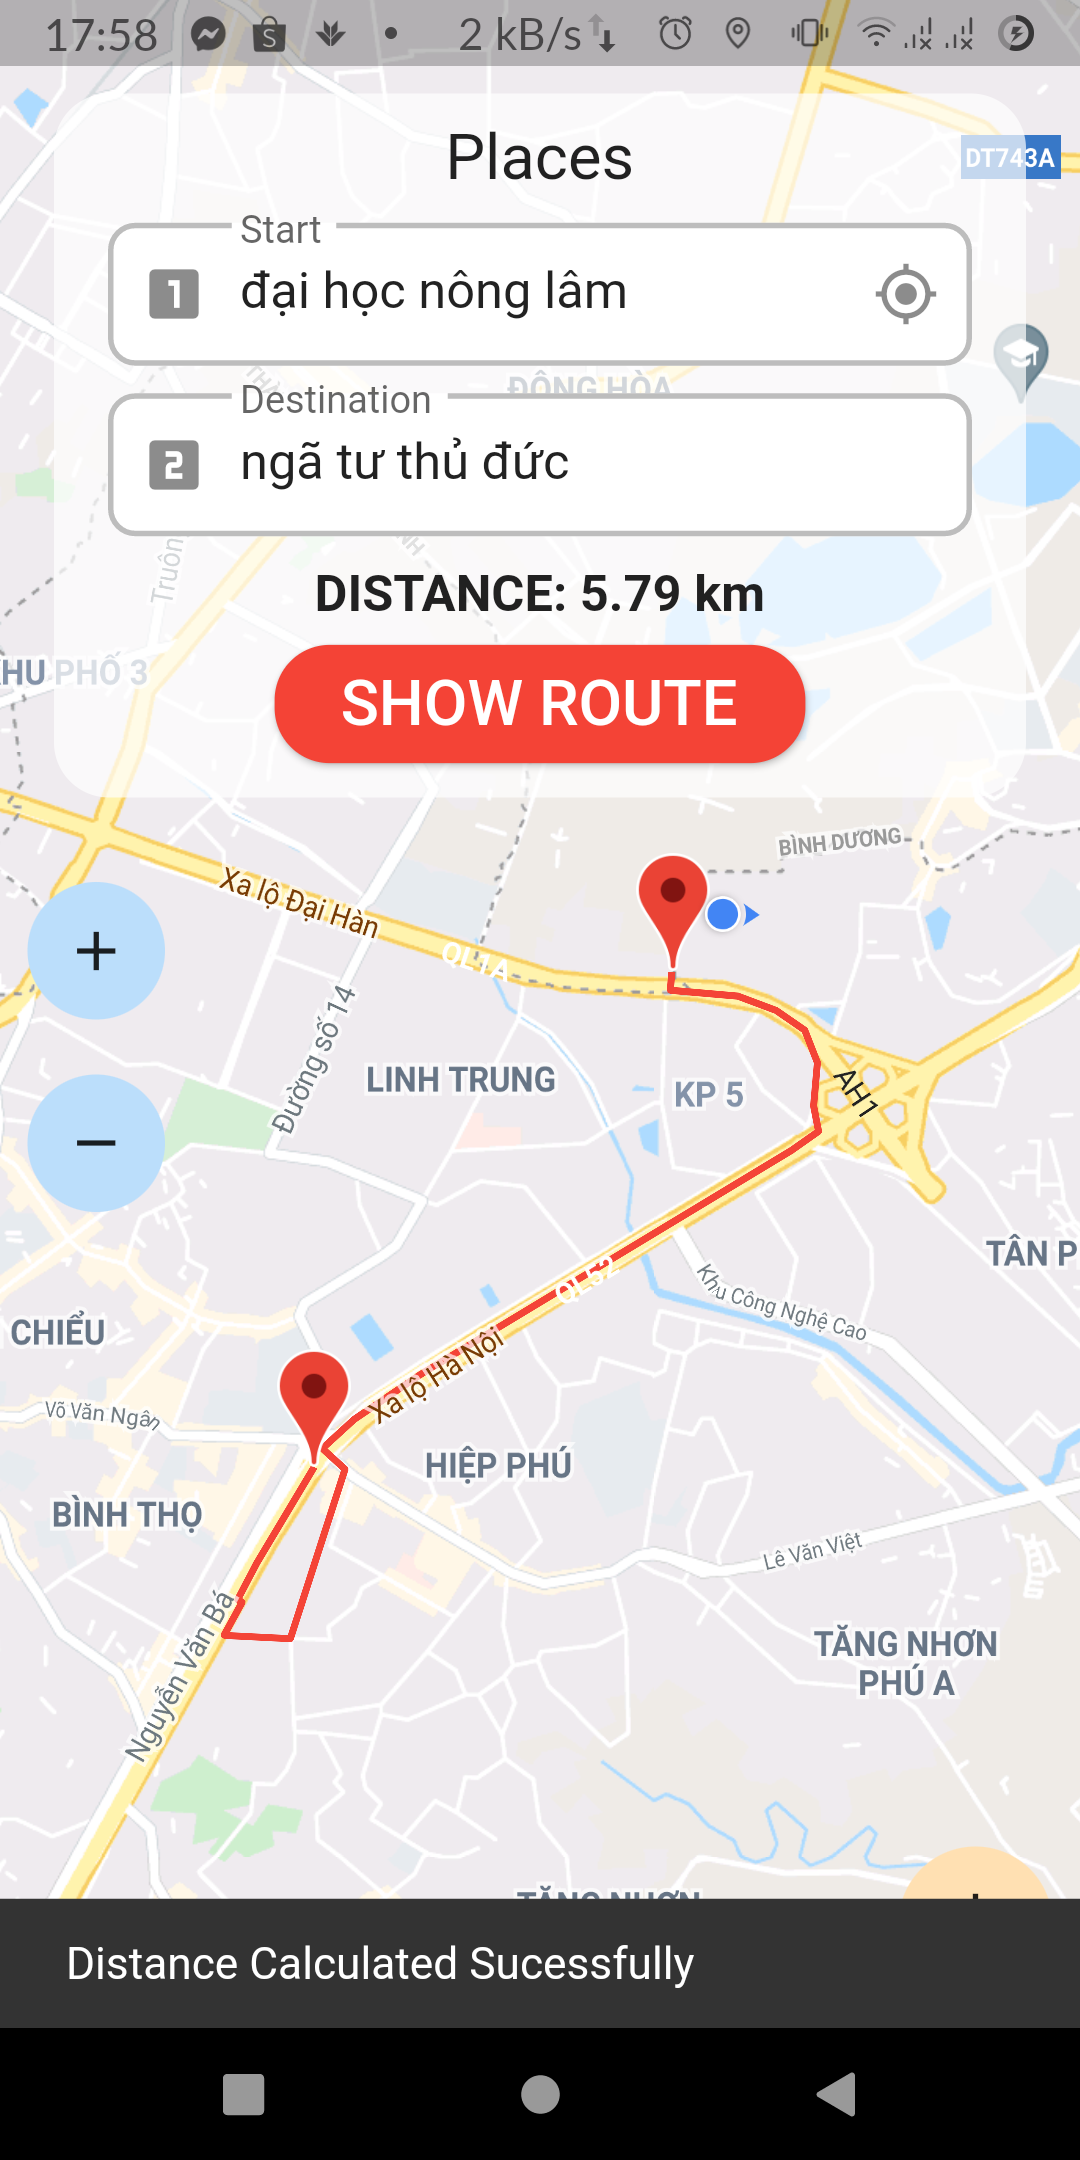 17:58
2 kB/s
Places
DT743A
Start
1
đại học nông lâm
ĐÔNG HÒA
Destination
2
ngã tư thủ đức
DISTANCE: 5.79 km
HU PHỐ 3
SHOW ROUTE
BÌNH DƯƠNG
Xa lộ Đại Hàn
QL1A
Đường số 14
LINH TRUNG
KP 5
AH1
TÂN P
QL52
Khu Công Nghệ Cao
CHIỂU
Xa lộ Hà Nội
Võ Văn Ngân
HIỆP PHÚ
BÌNH THỌ
Lê Văn Việt
Nguyễn Văn Bá
TĂNG NHƠN
PHÚ A
TĂNG NHƠN
Distance Calculated Sucessfully